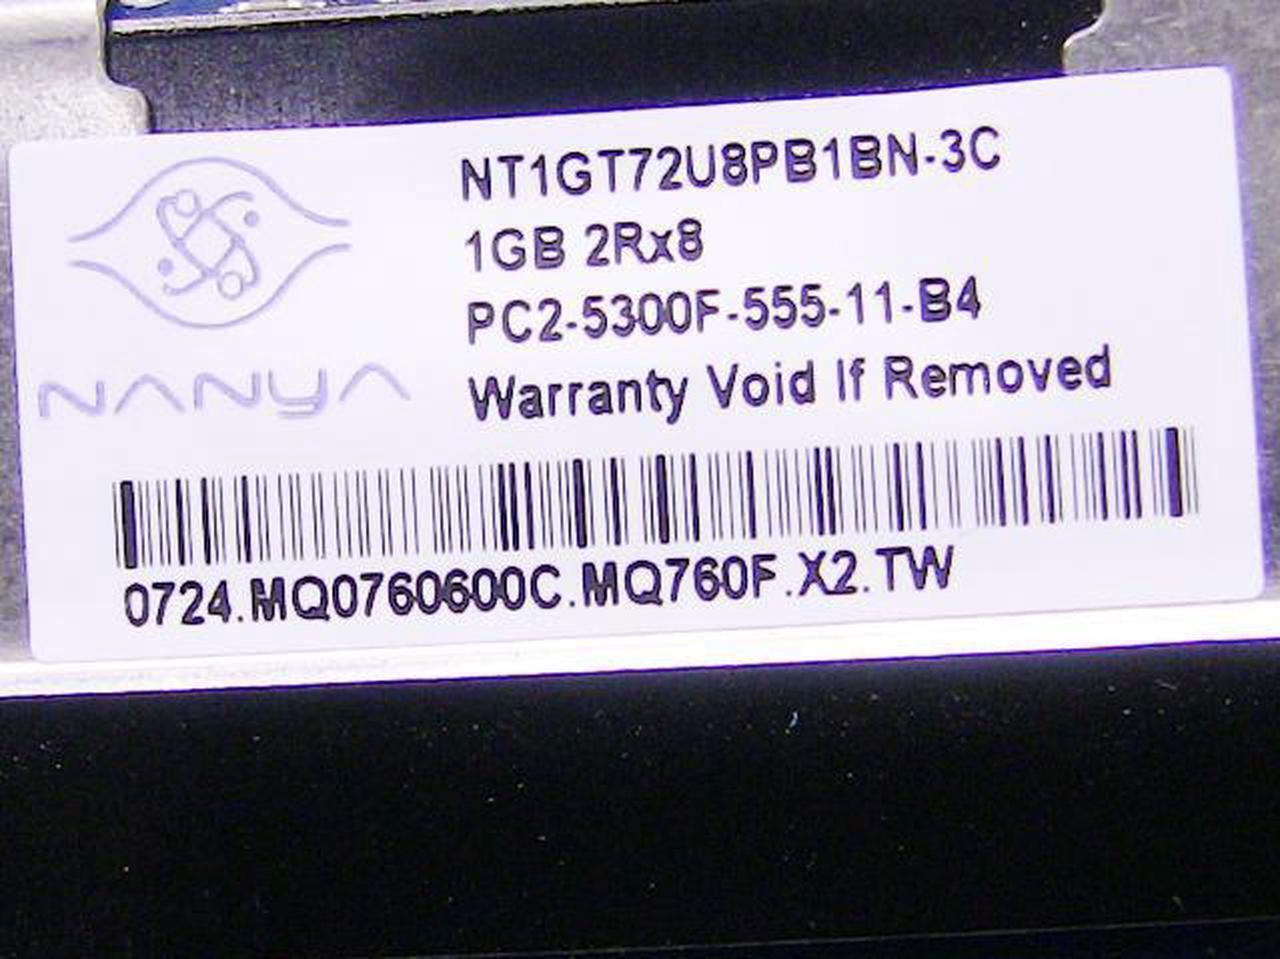 NT1GT72U8PB1BN-3C
1GB 2Rx8
PC2-5300F-555-11-B4
NANYA
Warranty Void If Removed
0724.MQ0760600C.MQ760F.X2.TW